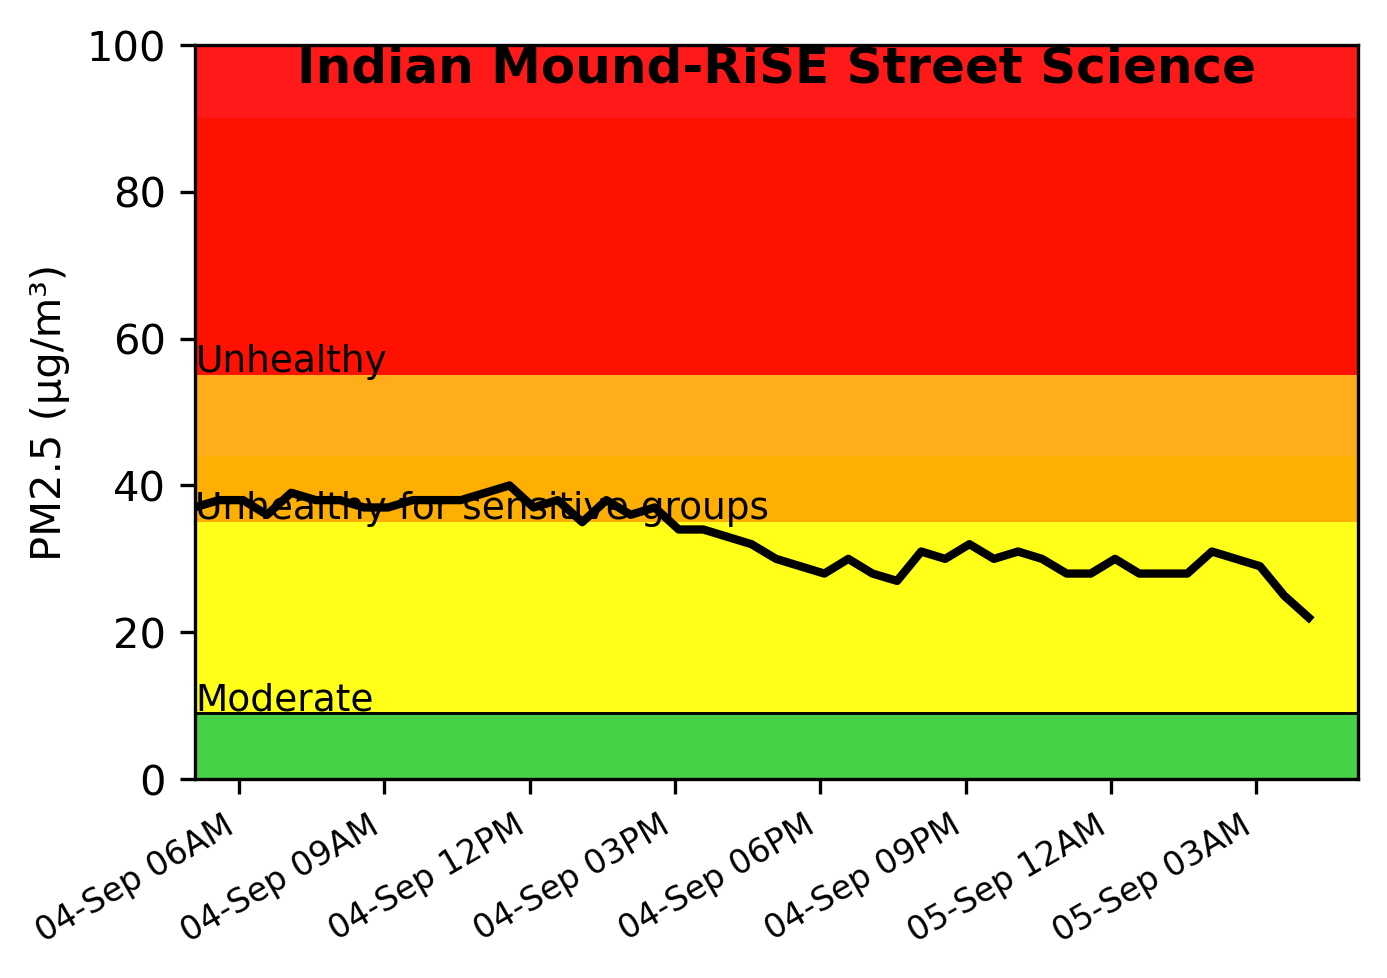 Indian Mound-RiSE Street Science
100
80
60
40
20
0
PM2.5 (µg/m³)
Unhealthy
Unhealthy for sensitive groups
Moderate
04-Sep 06AM
04-Sep 09AM
04-Sep 12PM
04-Sep 03PM
04-Sep 06PM
04-Sep 09PM
05-Sep 12AM
05-Sep 03AM